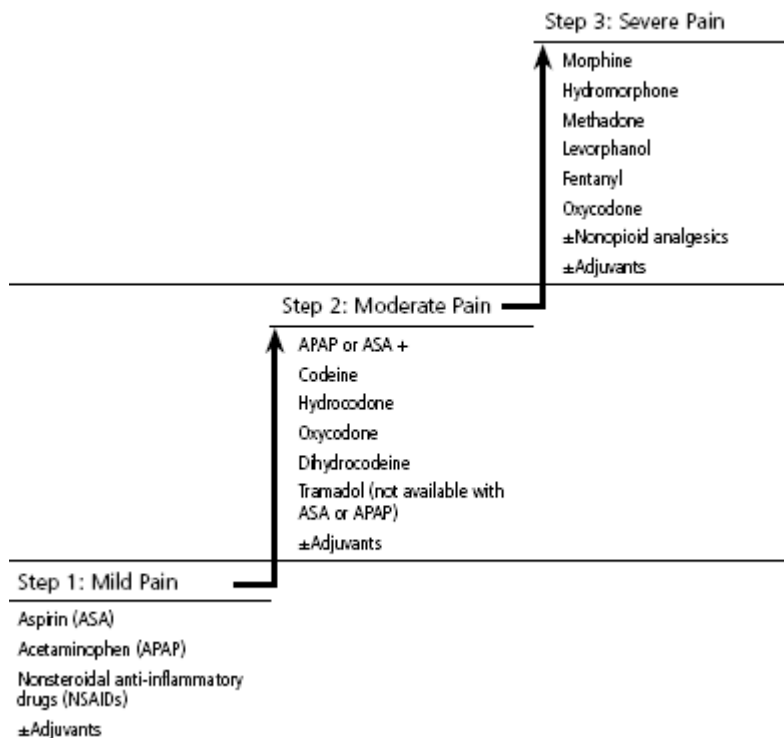 Step 3: Severe Pain
Morphine
Hydromorphone
Methadone
Levorphanol
Fentanyl
Oxycodone
±Nonopioid analgesics
±Adjuvants
Step 2: Moderate Pain
APAP or ASA +
Codeine
Hydrocodone
Oxycodone
Dihydrocodeine
Tramadol (not available with
ASA or APAP)
±Adjuvants
Step 1: Mild Pain
Aspirin (ASA)
Acetaminophen (APAP)
Nonsteroidal anti-inflammatory
drugs (NSAIDs)
±Adjuvants